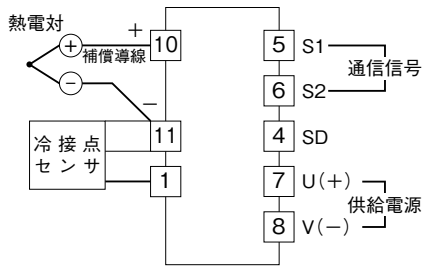 熱電対
+
補償導線
10
+
−
−
11
冷接点
センサ
1
5 S1
通信信号
6 S2
4 SD
7 U(+)
供給電源
8 V(−)